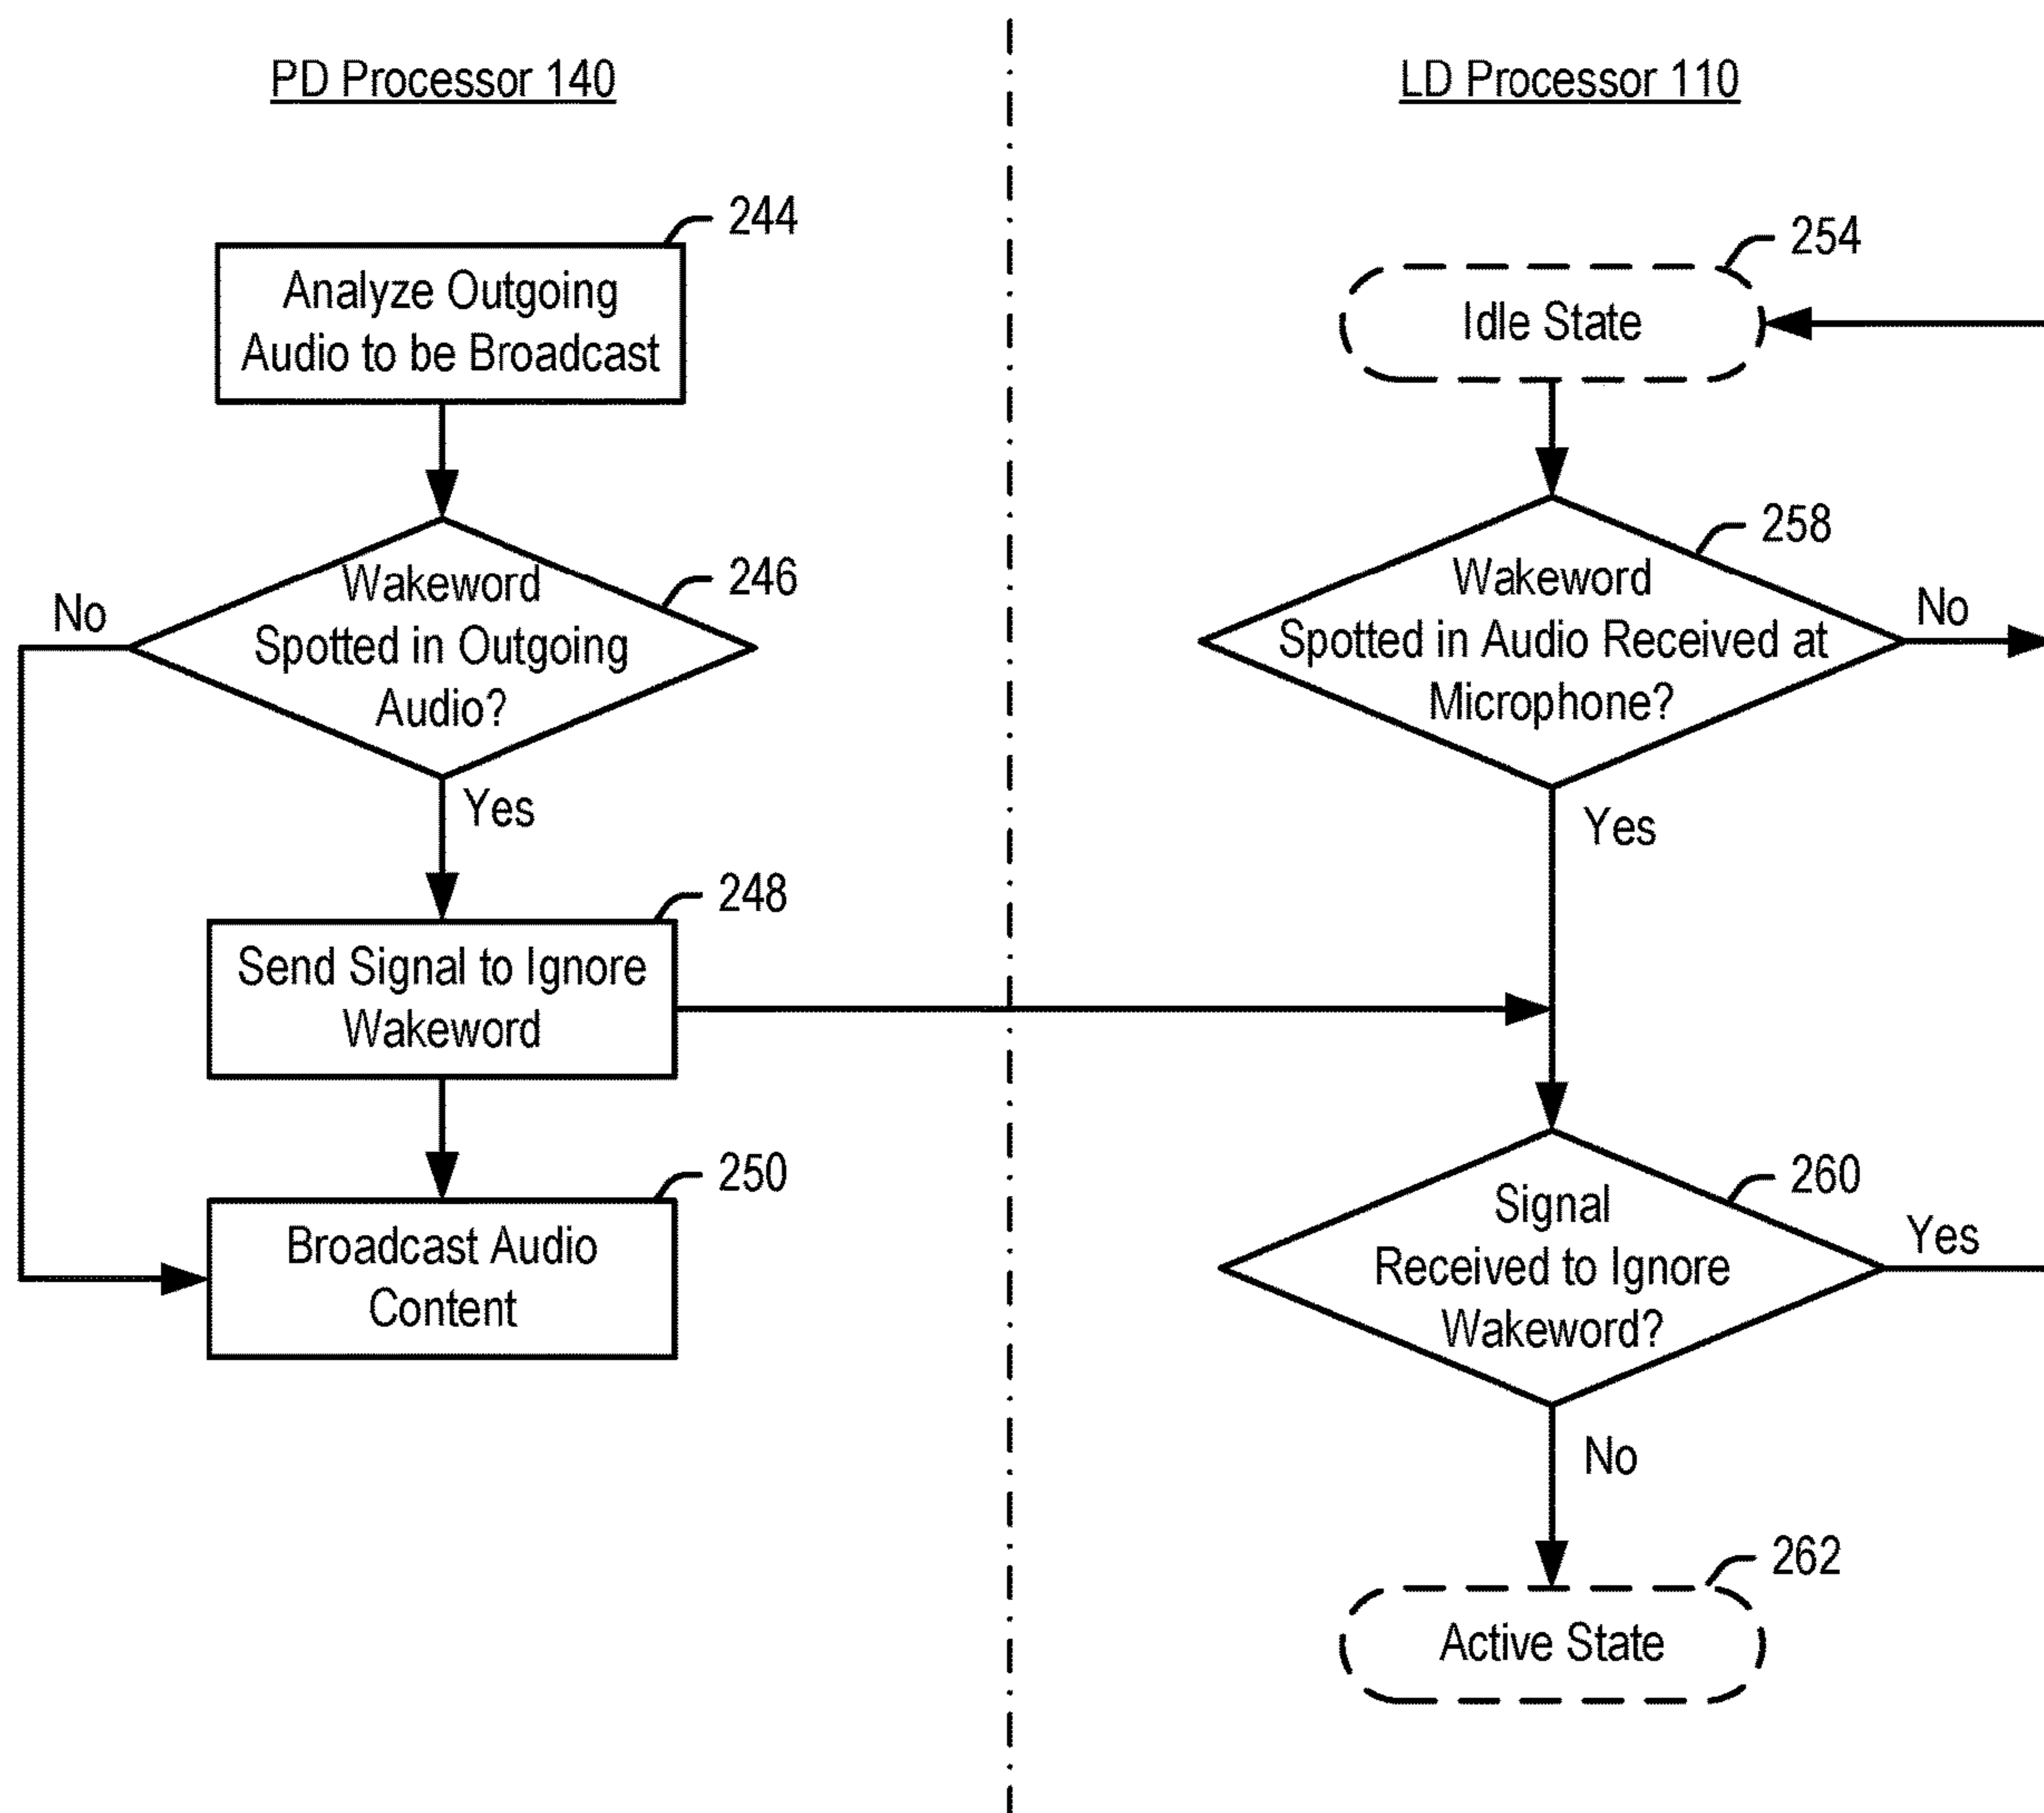 PD Processor 140
244
Analyze Outgoing
Audio to be Broadcast
246
Wakeword
Spotted in Outgoing
Audio?
No
Yes
248
Send Signal to Ignore
Wakeword
250
Broadcast Audio
Content
LD Processor 110
254
Idle State
258
Wakeword
Spotted in Audio Received at
Microphone?
No
Yes
260
Signal
Received to Ignore
Wakeword?
Yes
No
262
Active State